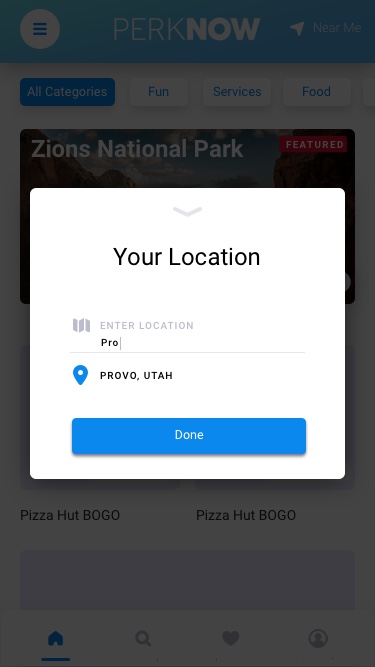 PERKNOW
Near Me
All Categories
Fun
Services
Food
Zions National Park
FEATURED
Your Location
ENTER LOCATION
Pro
PROVO, UTAH
Done
Pizza Hut BOGO
Pizza Hut BOGO